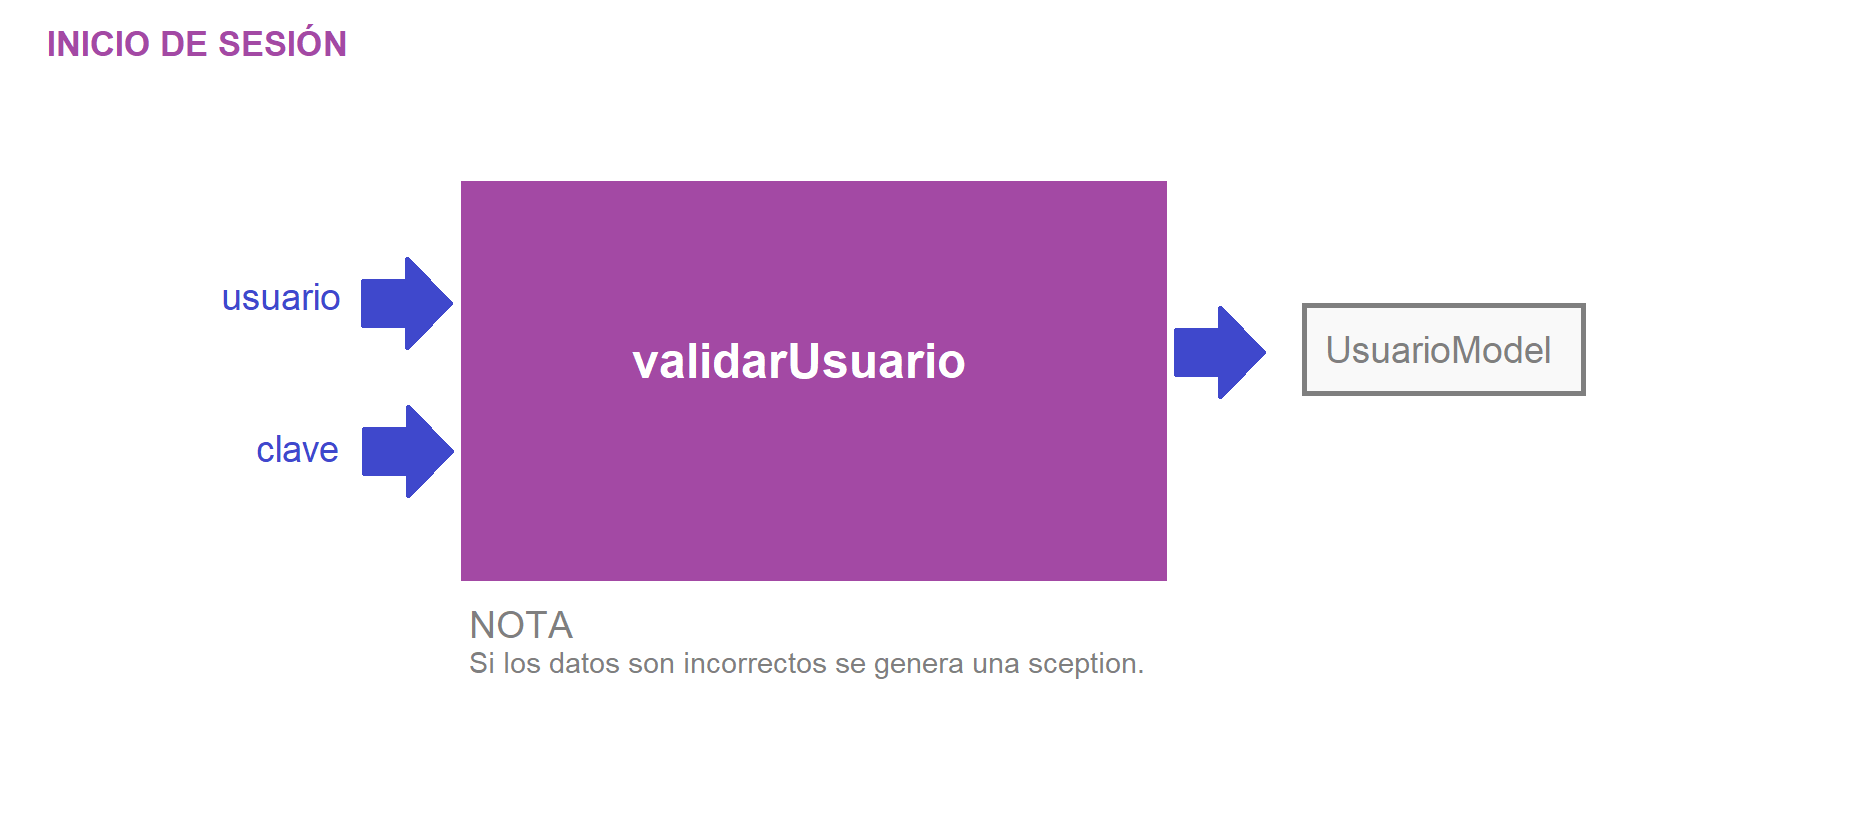 INICIO DE SESIÓN
usuario
validarUsuario
UsuarioModel
clave
NOTA
Si los datos son incorrectos se genera una sception.